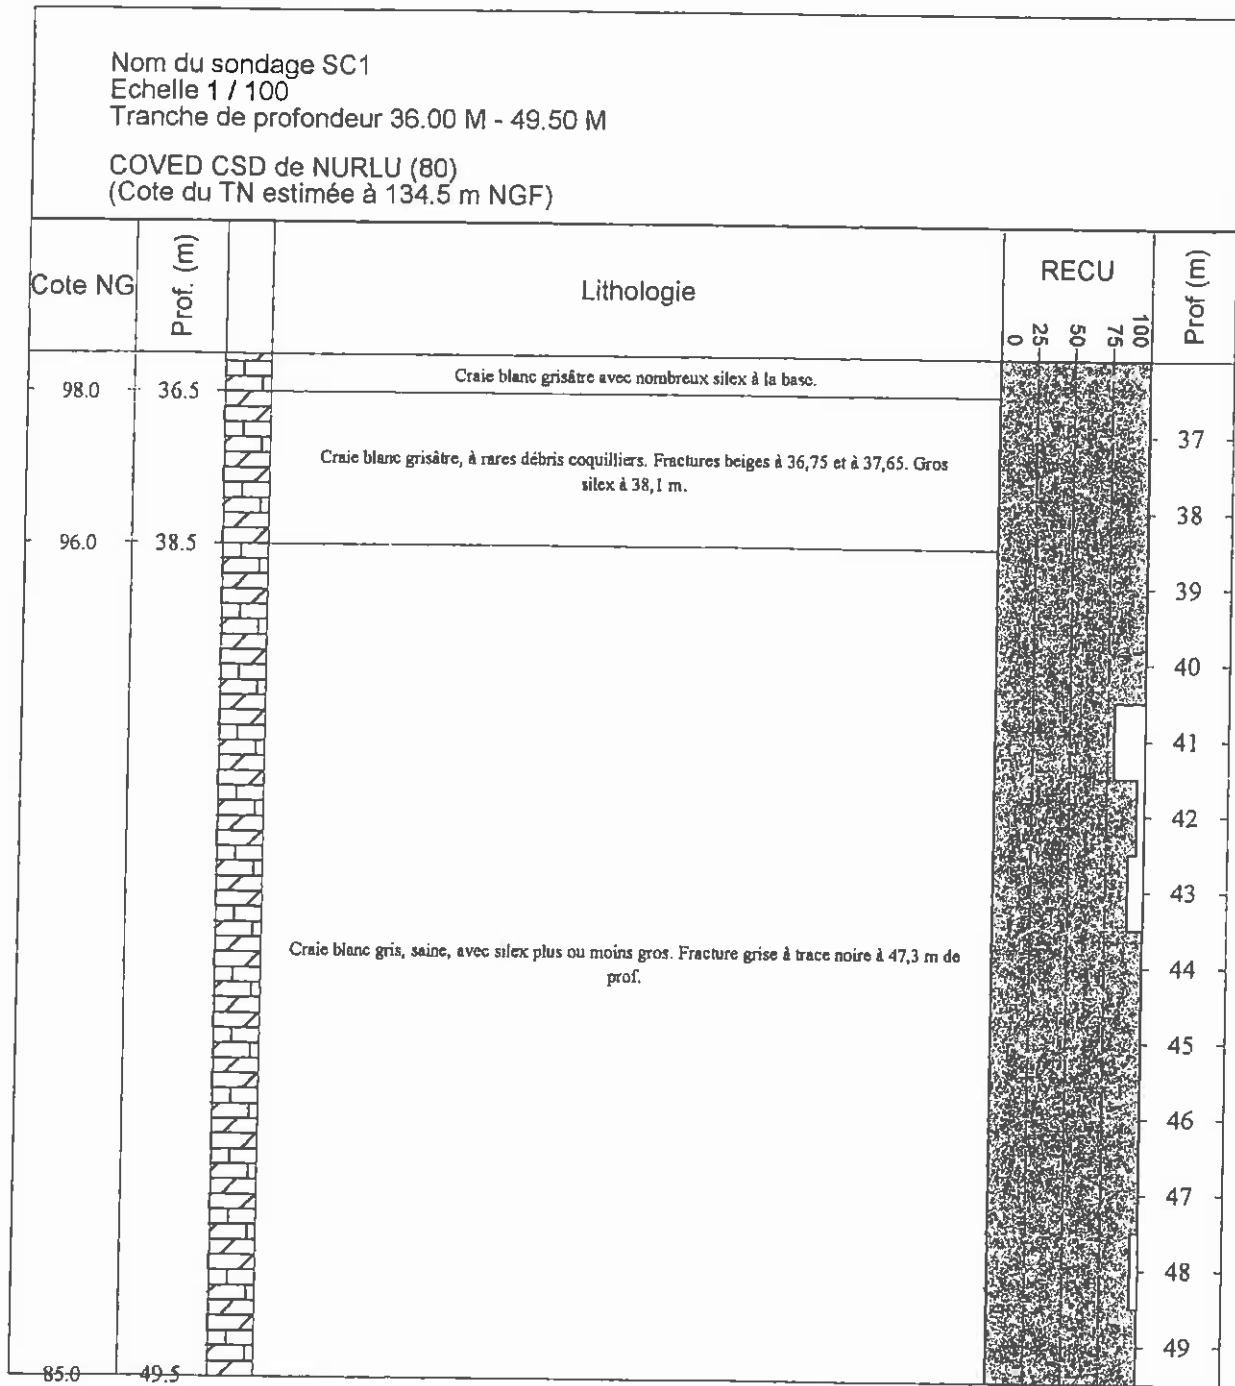 Nom du sondage SC1
Echelle 1 / 100
Tranche de profondeur 36.00 M - 49.50 M
COVED CSD de NURLU (80)
(Cote du TN estimée à 134.5 m NGF)
Cote NG
Prof. (m)
Lithologie
RECU
0 25 50 75 100
Prof (m)
Craie blanc grisâtre avec nombreux silex à la base.
98.0 36.5
37
Craie blanc grisâtre, à rares débris coquilliers. Fractures beiges à 36,75 et à 37,65. Gros
silex à 38,1 m.
38
96.0 38.5
39
40
41
42
43
Craie blanc gris, saine, avec silex plus ou moins gros. Fracture grise à trace noire à 47,3 m de
prof.
44
45
46
47
48
49
85.0 49.5